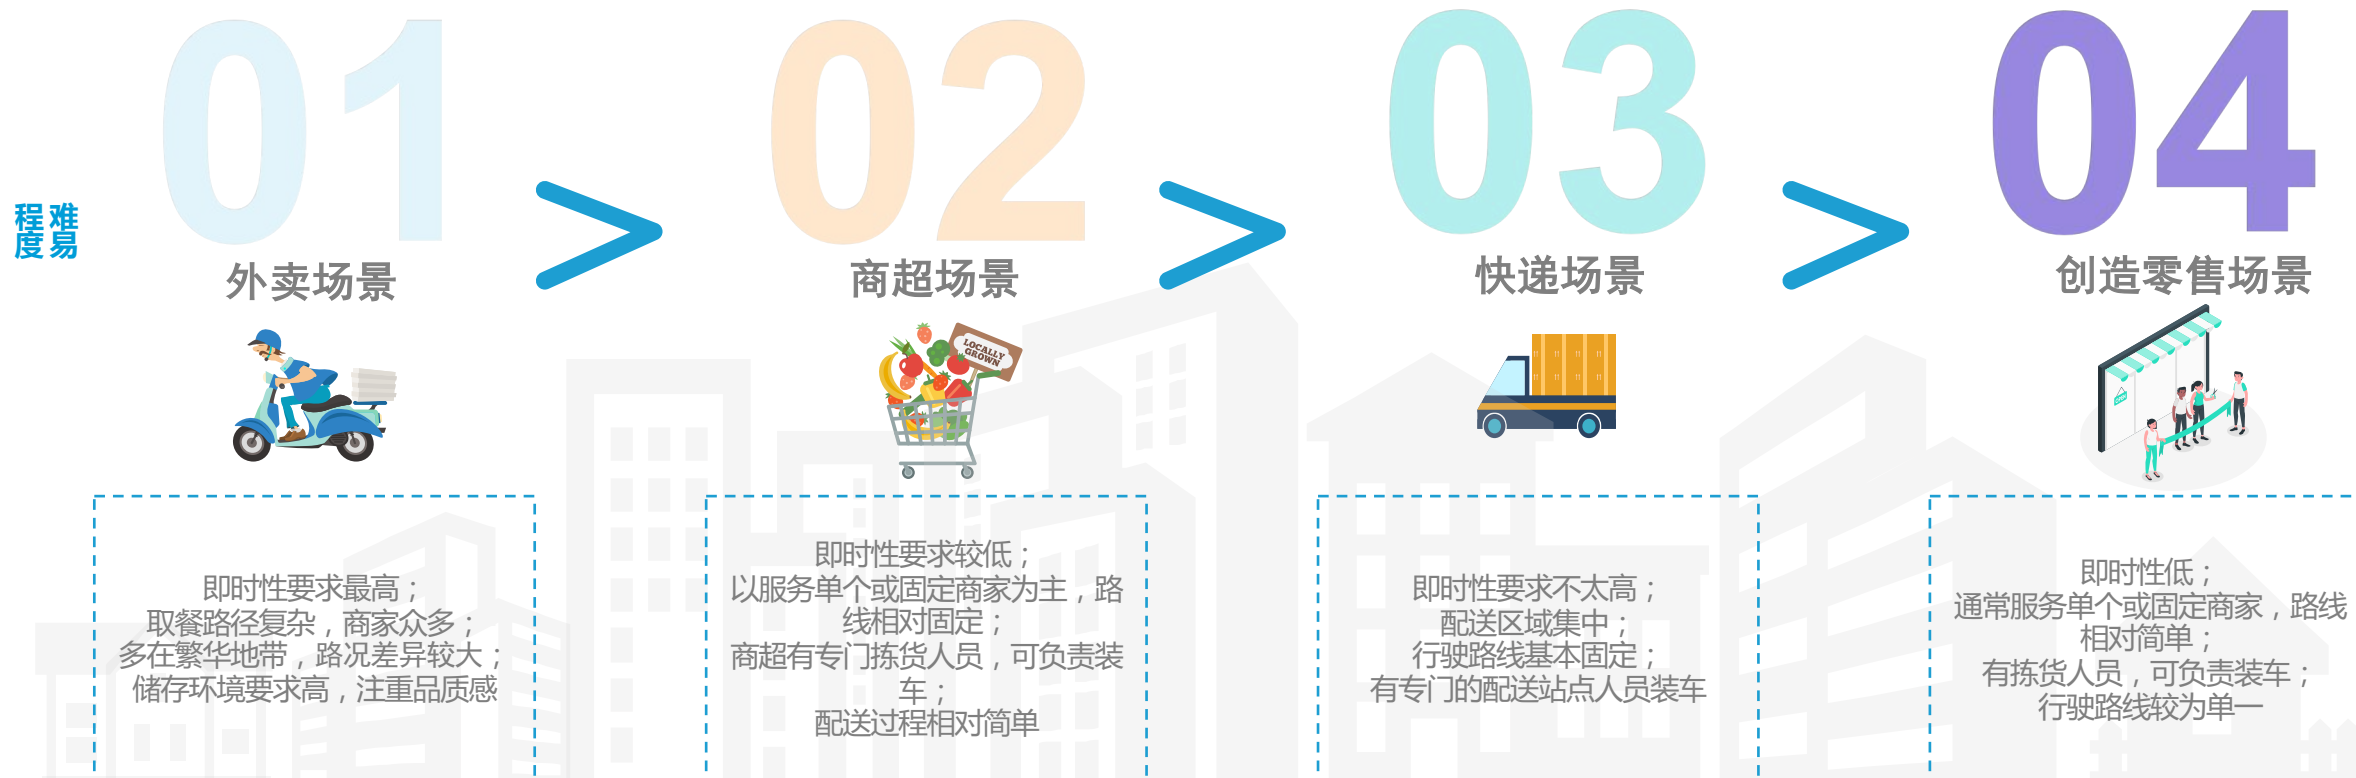 难易
程度
01
外卖场景
即时性要求最高；
取餐路径复杂，商家众多；
多在繁华地带，路况差异较大；
储存环境要求高，注重品质感
>
02
商超场景
LOCALLY
GROWN
即时性要求较低；
以服务单个或固定商家为主，路
线相对固定；
商超有专门拣货人员，可负责装
车；
配送过程相对简单
>
03
快递场景
即时性要求不太高；
配送区域集中；
行驶路线基本固定；
有专门的配送站点人员装车
>
04
创造零售场景
OPEN
即时性低；
通常服务单个或固定商家，路线
相对简单；
有拣货人员，可负责装车；
行驶路线较为单一